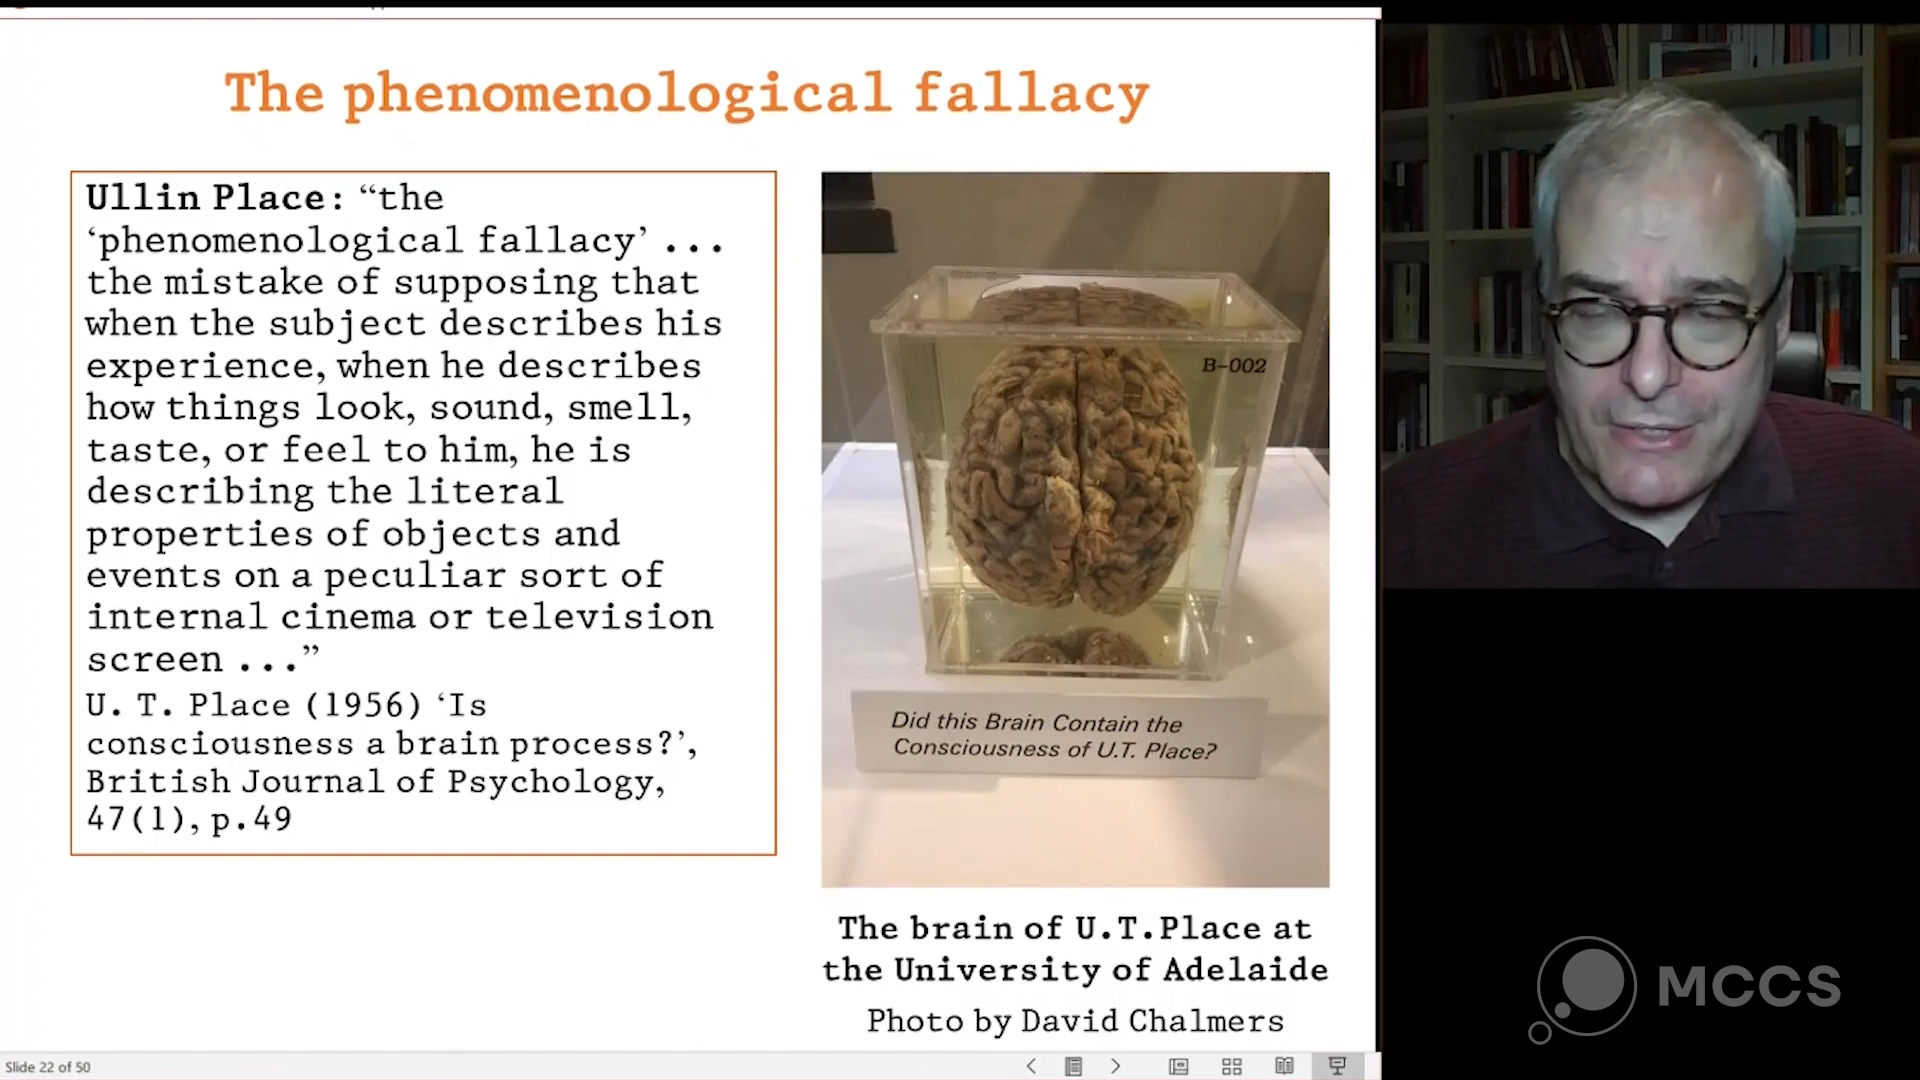 The phenomenological fallacy
Ullin Place: “the
‘phenomenological fallacy’ ...
the mistake of supposing that
when the subject describes his
experience, when he describes
how things look, sound, smell,
taste, or feel to him, he is
describing the literal
properties of objects and
events on a peculiar sort of
internal cinema or television
screen ...”
U. T. Place (1956) ‘Is
consciousness a brain process?’,
British Journal of Psychology,
47(1), p.49
B-002
Did this Brain Contain the
Consciousness of U.T. Place?
The brain of U.T.Place at
the University of Adelaide
Photo by David Chalmers
MCCS
Slide 22 of 50